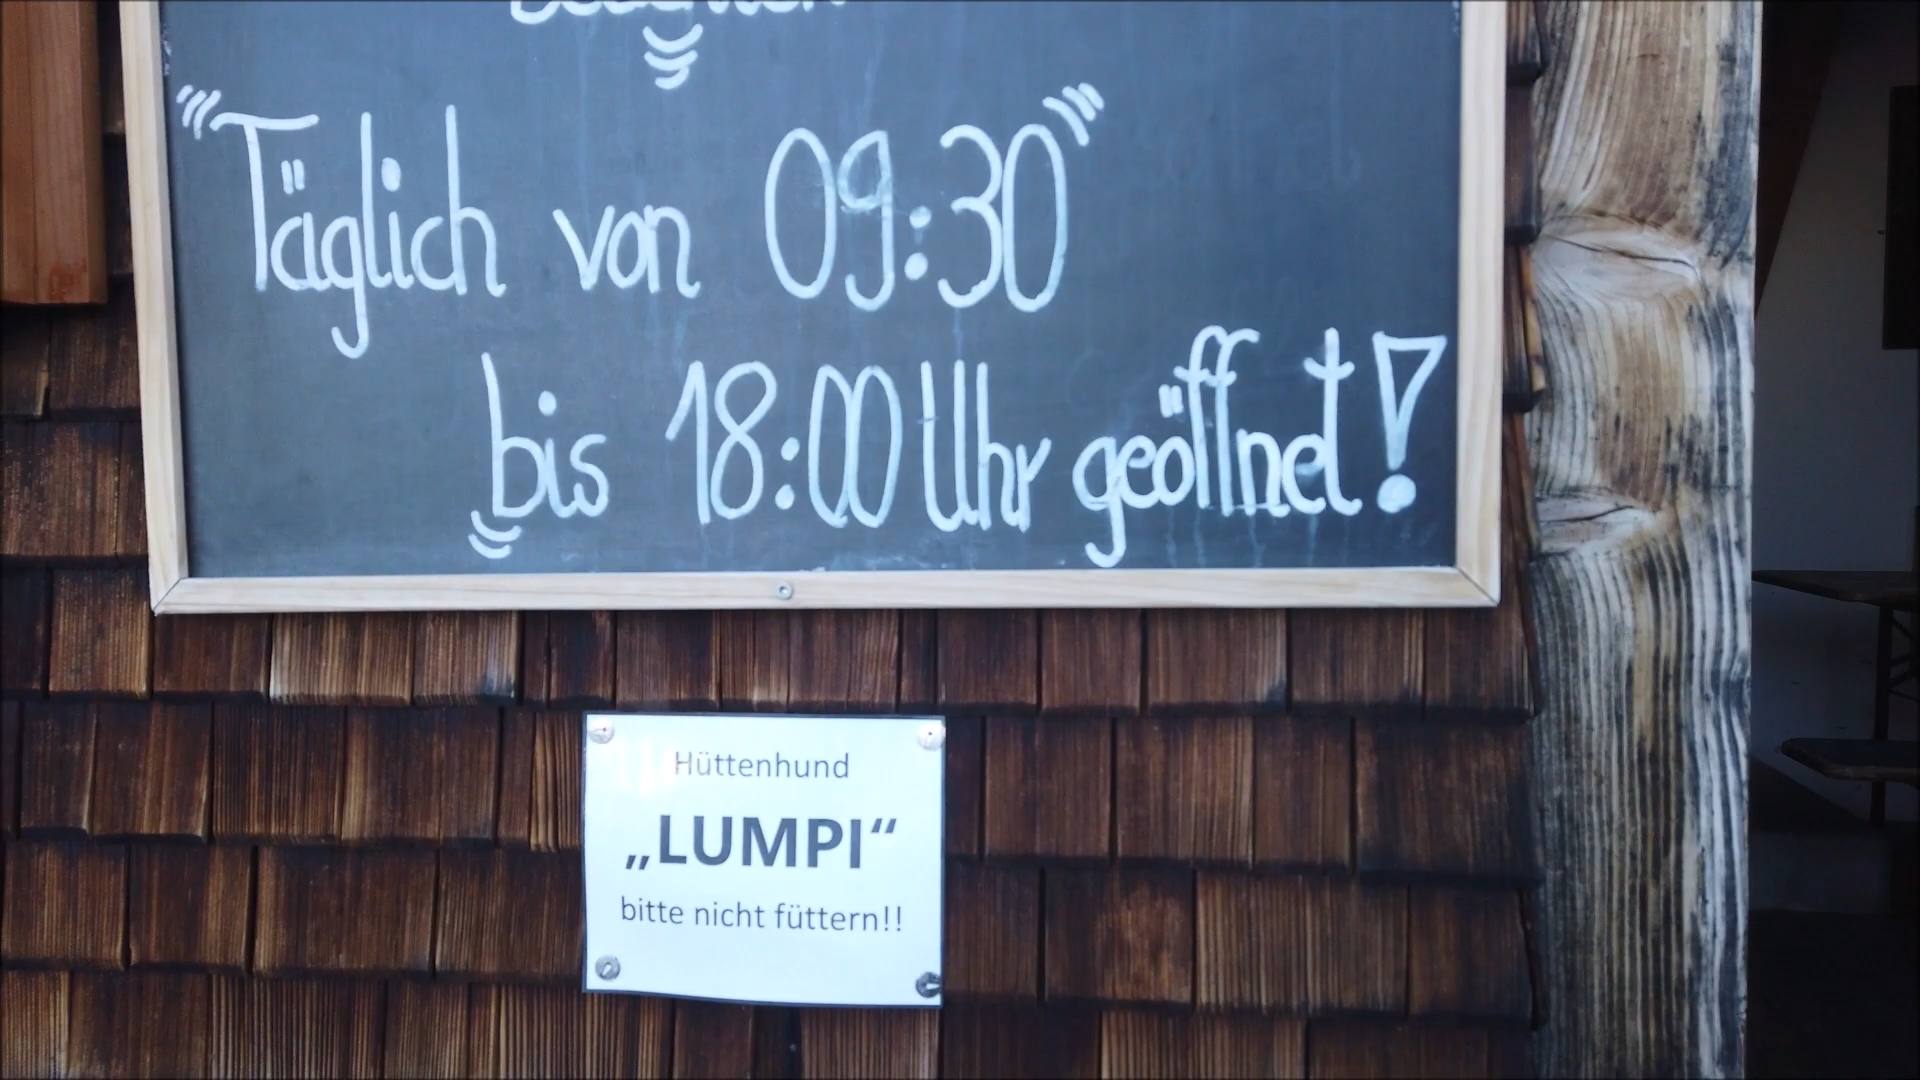 Täglich von 09:30
bis 18:00 Uhr geöffnet!
Hüttenhund
„LUMPI“
bitte nicht füttern!!